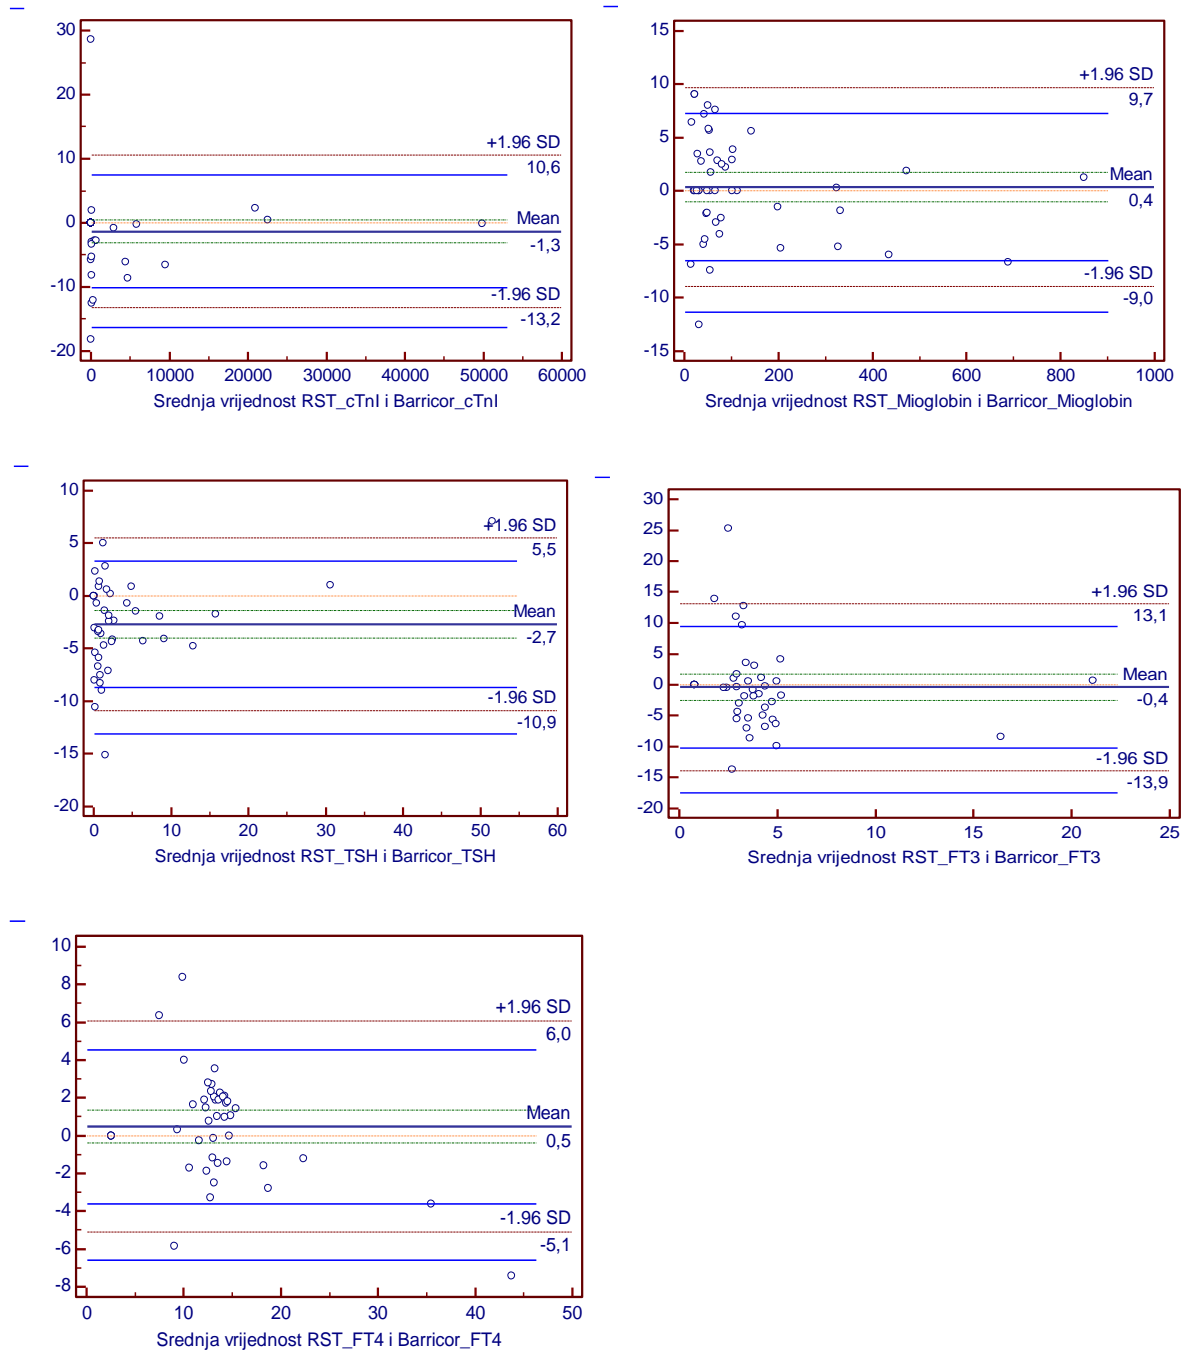 30
20
10
0
-10
-20
+1.96 SD
10,6
Mean
-1,3
-1.96 SD
-13,2
0 10000 20000 30000 40000 50000 60000
Srednja vrijednost RST_cTnI i Barricor_cTnI
15
10
5
0
-5
-10
-15
+1.96 SD
9,7
Mean
0,4
-1.96 SD
-9,0
0 200 400 600 800 1000
Srednja vrijednost RST_Mioglobin i Barricor_Mioglobin
10
5
0
-5
-10
-15
-20
+1.96 SD
5,5
Mean
-2,7
-1.96 SD
-10,9
0 10 20 30 40 50 60
Srednja vrijednost RST_TSH i Barricor_TSH
30
25
20
15
10
5
0
-5
-10
-15
-20
+1.96 SD
13,1
Mean
-0,4
-1.96 SD
-13,9
0 5 10 15 20 25
Srednja vrijednost RST_FT3 i Barricor_FT3
10
8
6
4
2
0
-2
-4
-6
-8
+1.96 SD
6,0
Mean
0,5
-1.96 SD
-5,1
0 10 20 30 40 50
Srednja vrijednost RST_FT4 i Barricor_FT4